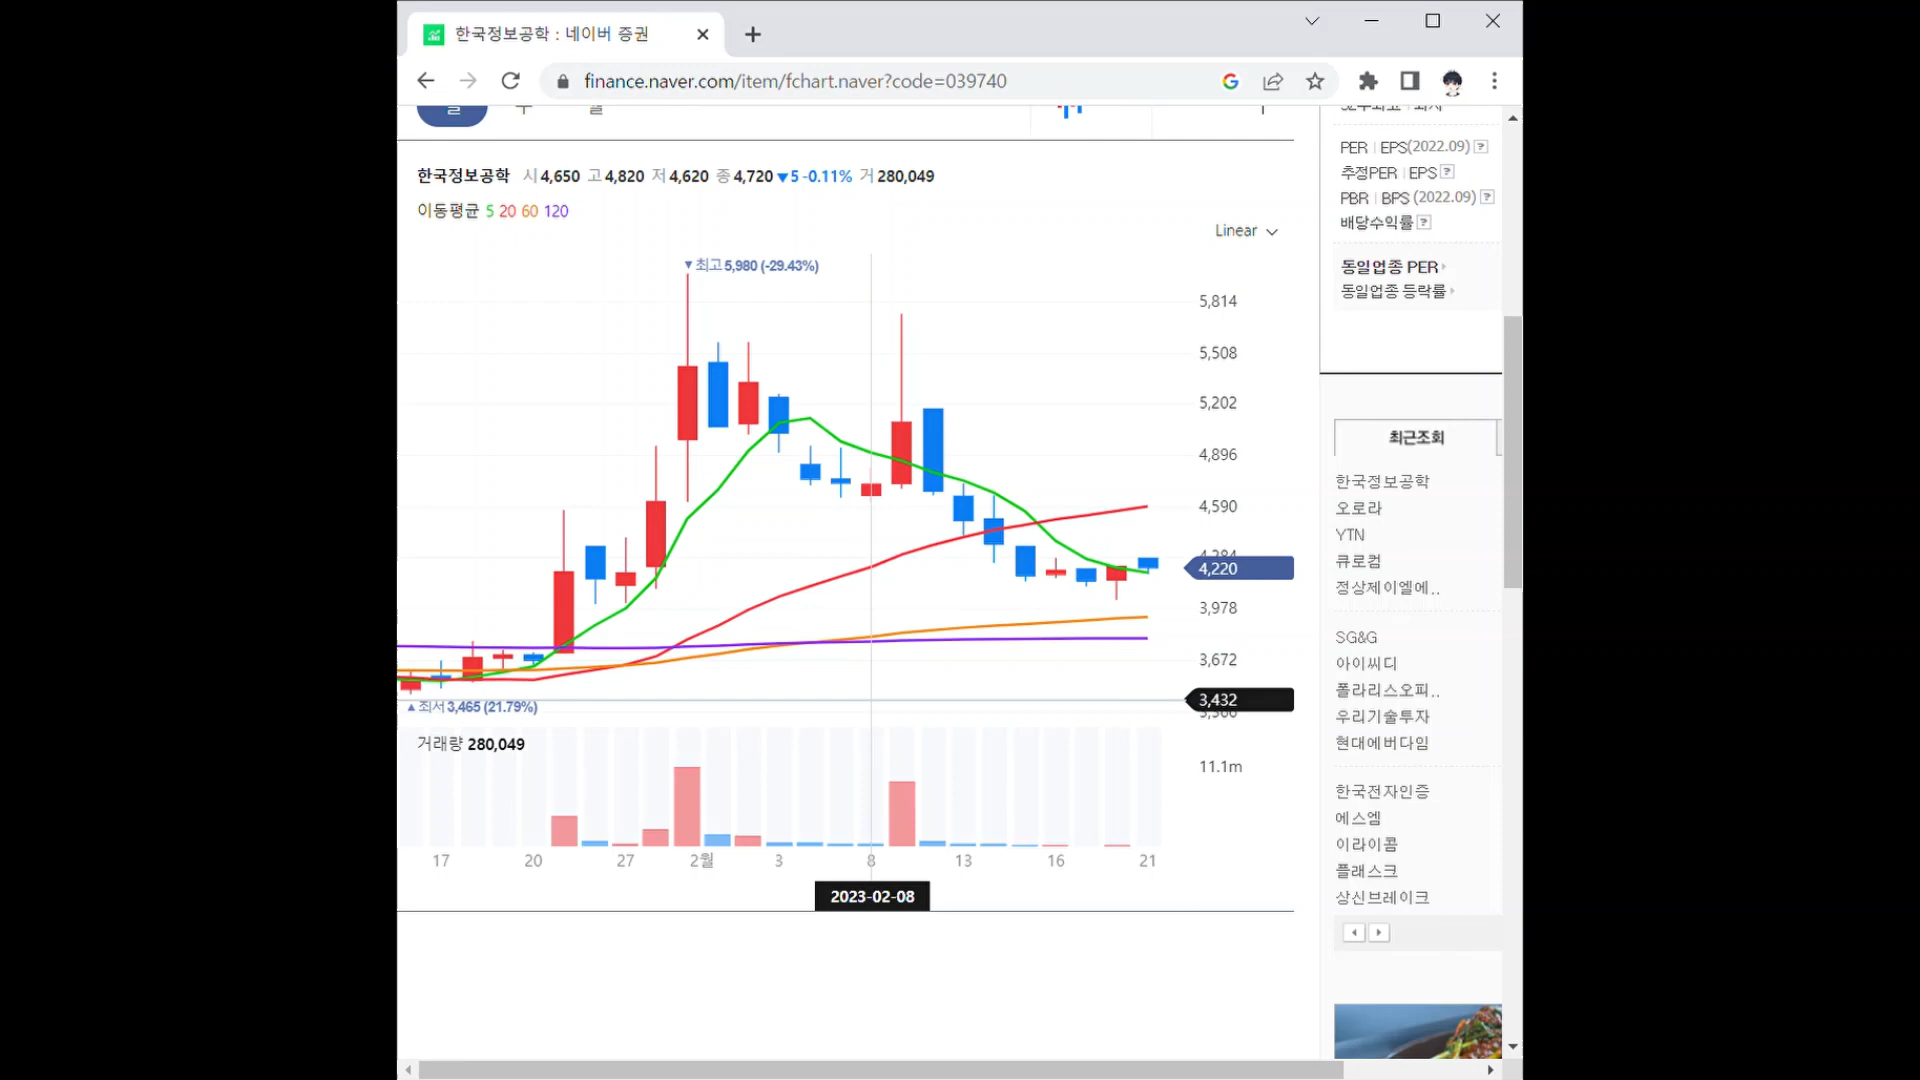 한국정보공학 : 네이버 증권
finance.naver.com/item/fchart.naver?code=039740
한국정보공학 시 4,650 고 4,820 저 4,620 종 4,720 ▼5 -0.11% 거 280,049
이동평균 5 20 60 120
Linear
▼최고 5,980 (-29.43%)
5,814
5,508
5,202
4,896
4,590
4,284
4,220
3,978
3,672
3,432
▲최저 3,465 (21.79%)
거래량 280,049
11.1m
17 20 27 2월 3 8 13 16 21
2023-02-08
PER | EPS(2022.09) ?
추정PER | EPS ?
PBR | BPS (2022.09) ?
배당수익률 ?
동일업종 PER
동일업종 등락률
최근조회
한국정보공학
오로라
YTN
큐로컴
정상제이엘에..
SG&G
아이씨디
폴라리스오피..
우리기술투자
현대에버다임
한국전자인증
에스엠
이라이콤
플래스크
상신브레이크